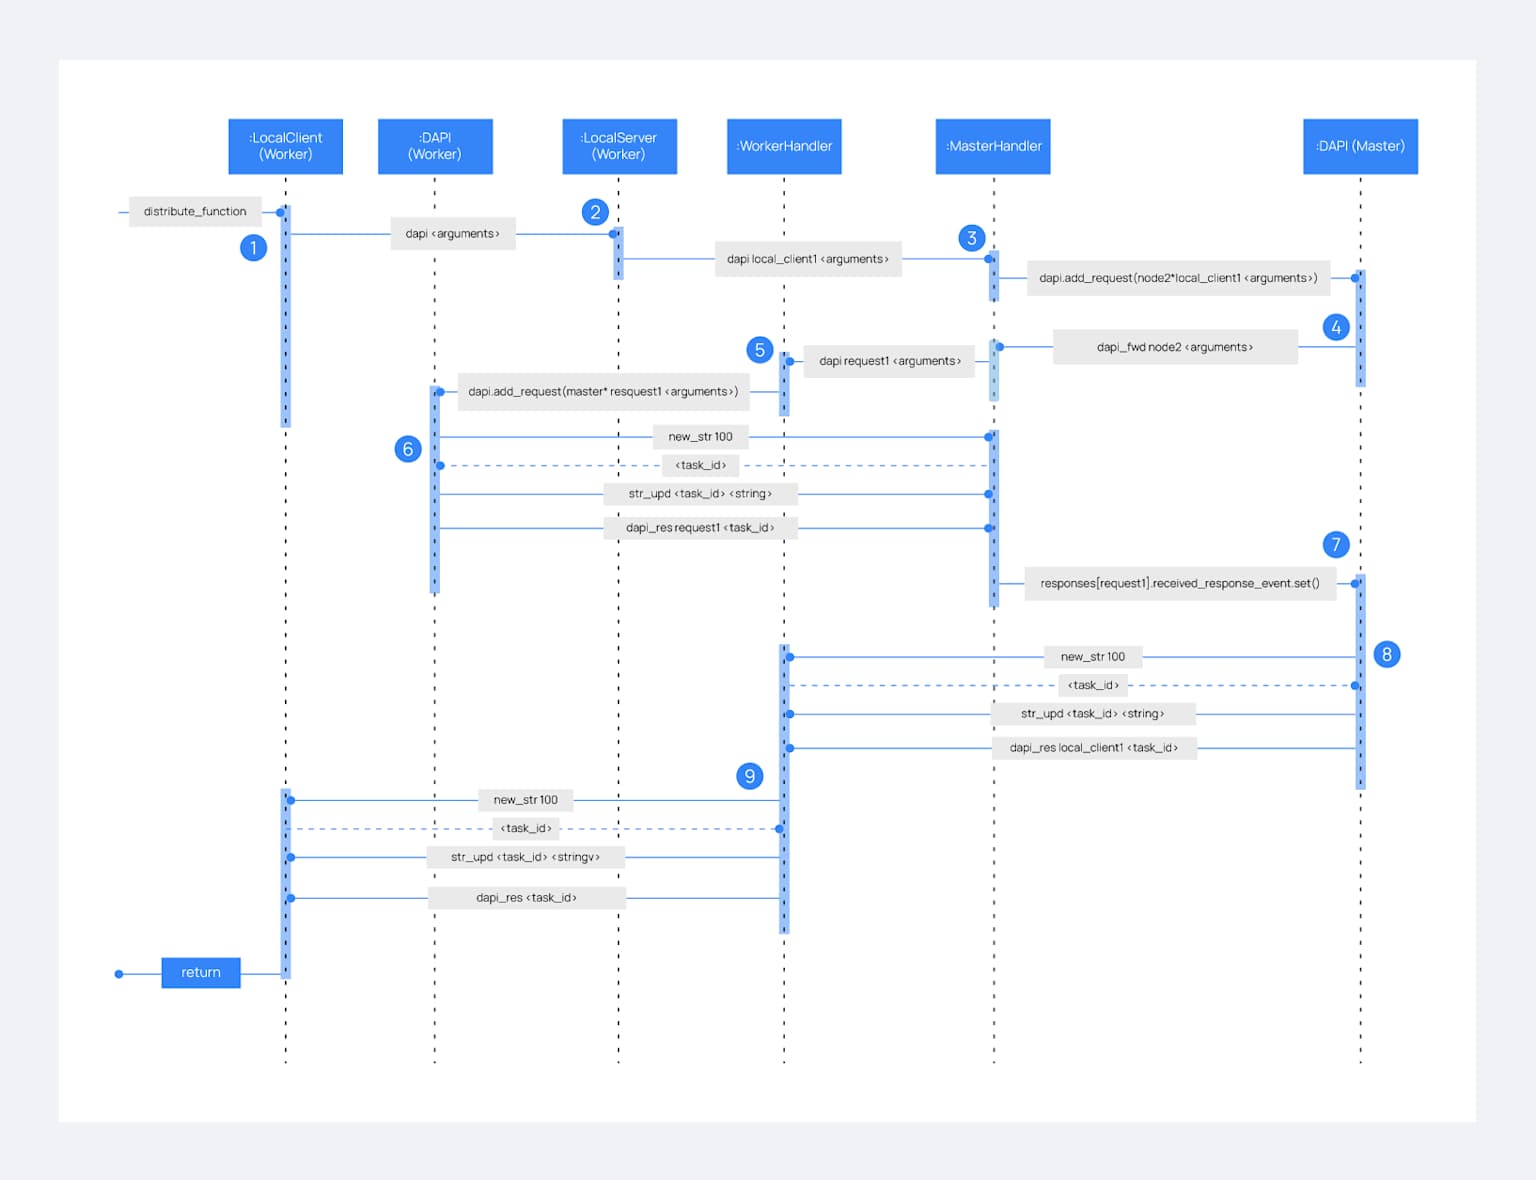 :LocalClient
(Worker)
:DAPI
(Worker)
:LocalServer
(Worker)
:WorkerHandler
:MasterHandler
:DAPI (Master)
distribute_function
1
dapi <arguments>
2
dapi local_client1 <arguments>
3
dapi.add_request(node2*local_client1 <arguments>)
4
dapi_fwd node2 <arguments>
5
dapi request1 <arguments>
dapi.add_request(master* resquest1 <arguments>)
6
new_str 100
<task_id>
str_upd <task_id> <string>
dapi_res request1 <task_id>
7
responses[request1].received_response_event.set()
8
new_str 100
<task_id>
str_upd <task_id> <string>
dapi_res local_client1 <task_id>
9
new_str 100
<task_id>
str_upd <task_id> <stringv>
dapi_res <task_id>
return